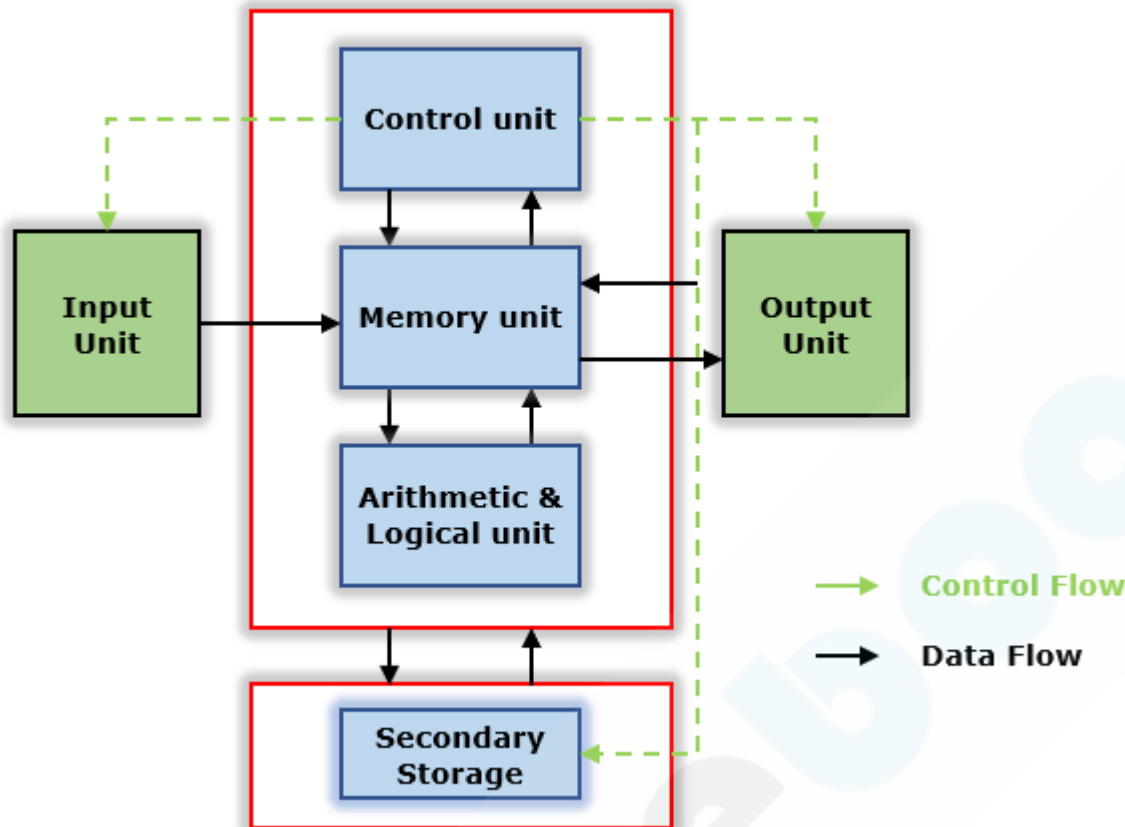 Control unit
Input
Unit
Memory unit
Output
Unit
Arithmetic &
Logical unit
Control Flow
Data Flow
Secondary
Storage